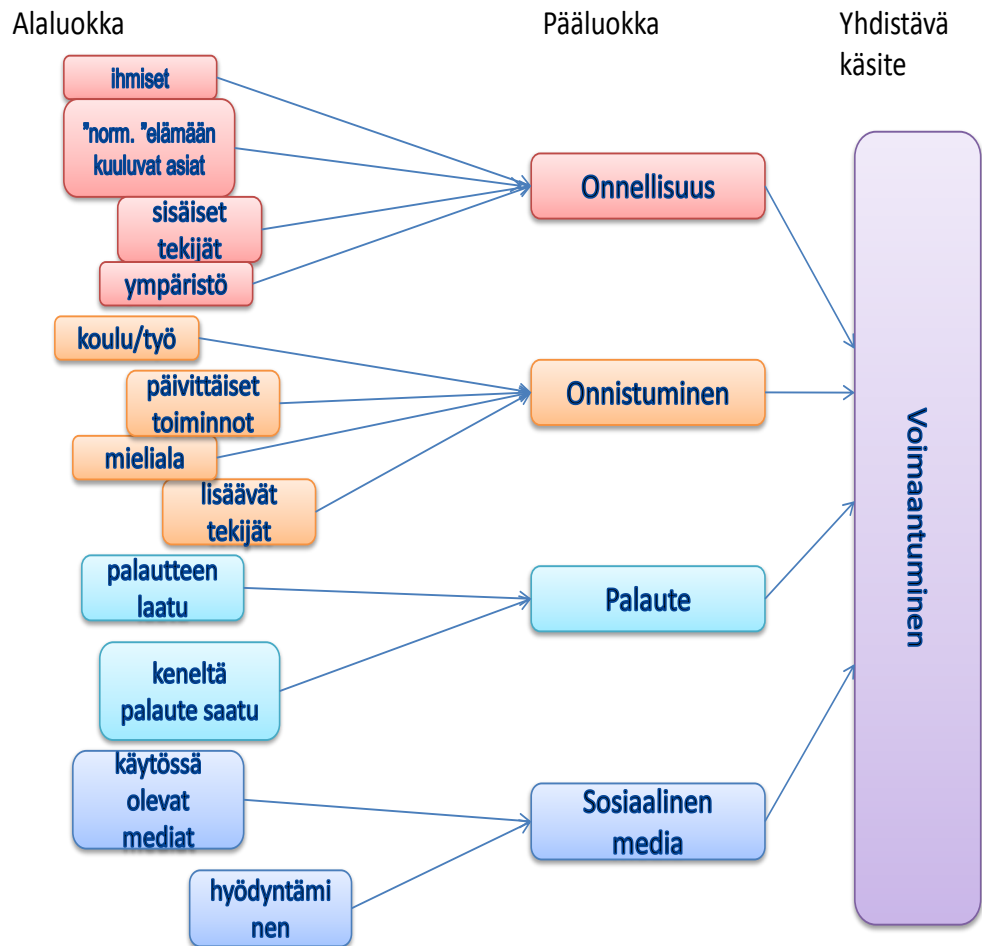 Alaluokka
Pääluokka
Yhdistävä
käsite
ihmiset
"norm. "elämään
kuuluvat asiat
sisäiset
tekijät
ympäristö
Onnellisuus
koulu/työ
päivittäiset
toiminnot
mieliala
lisäävät
tekijät
Onnistuminen
palautteen
laatu
keneltä
palaute saatu
Palaute
käytössä
olevat
mediat
hyödyntämi
nen
Sosiaalinen
media
Voimaantuminen